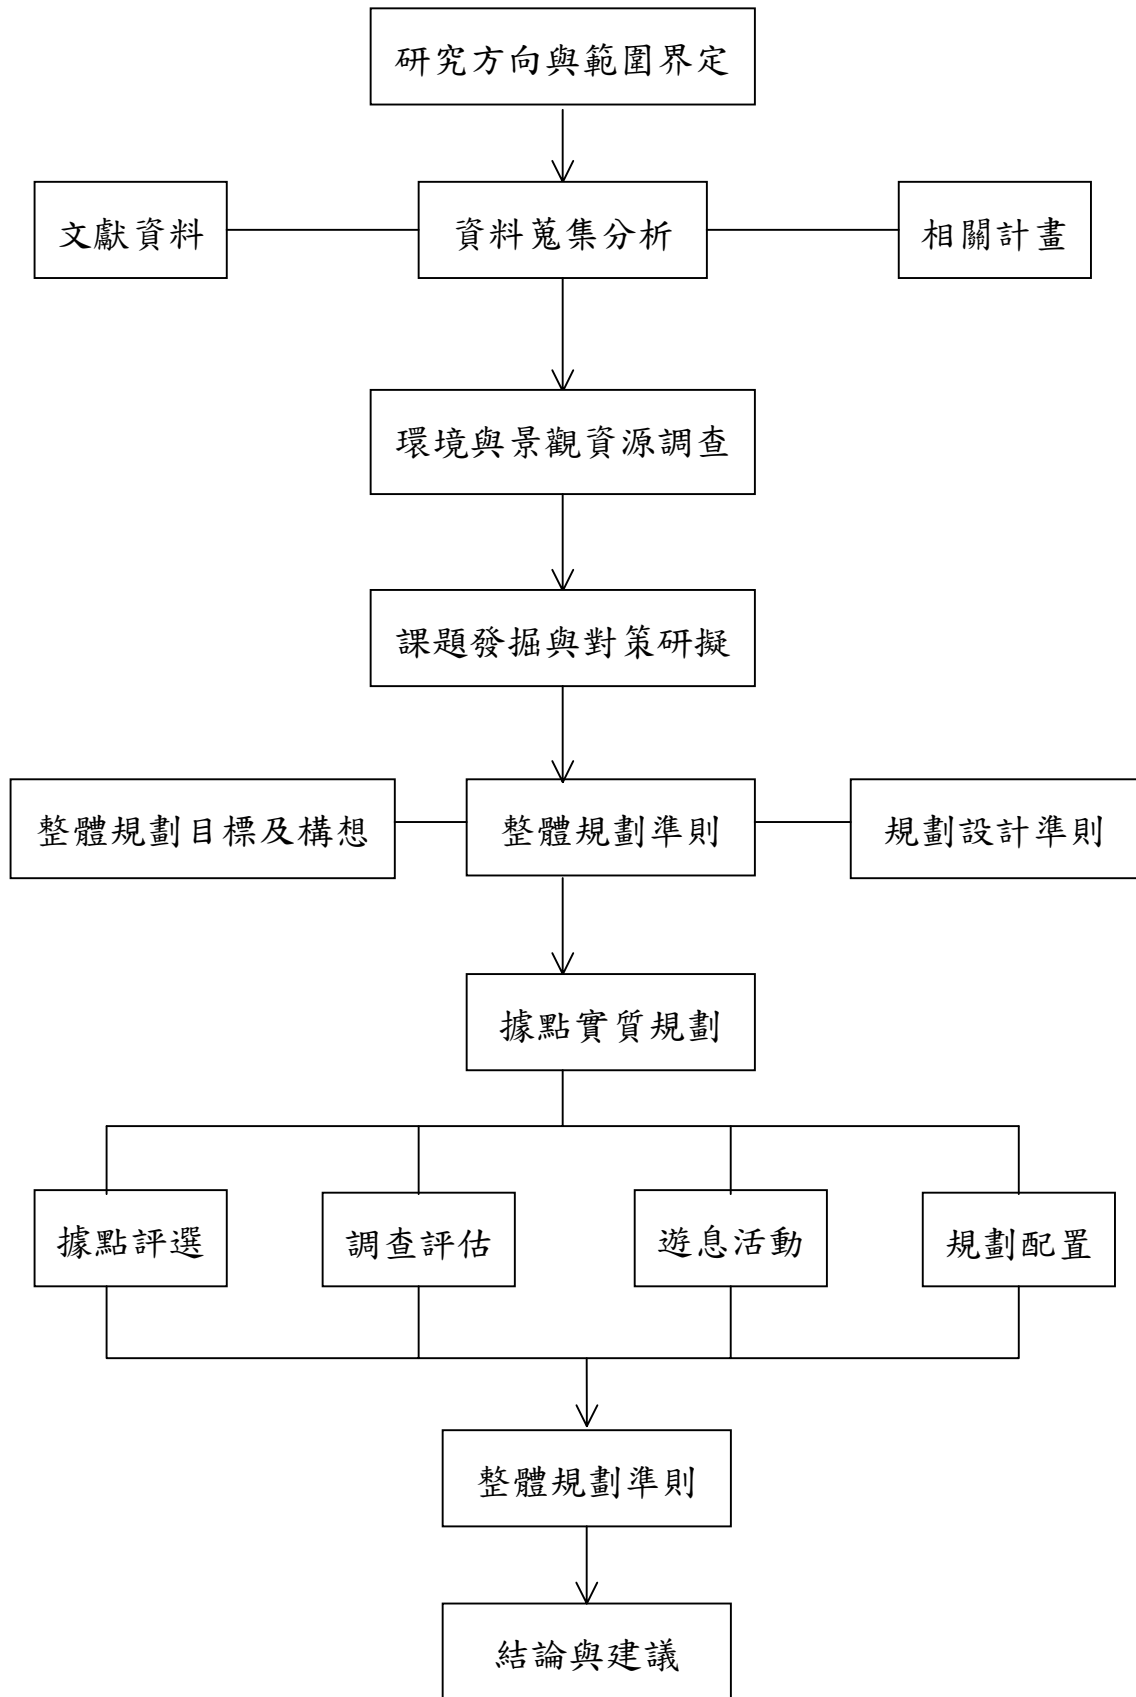 研究方向與範圍界定
文獻資料
資料蒐集分析
相關計畫
環境與景觀資源調查
課題發掘與對策研擬
整體規劃目標及構想
整體規劃準則
規劃設計準則
據點實質規劃
據點評選
調查評估
遊息活動
規劃配置
整體規劃準則
結論與建議